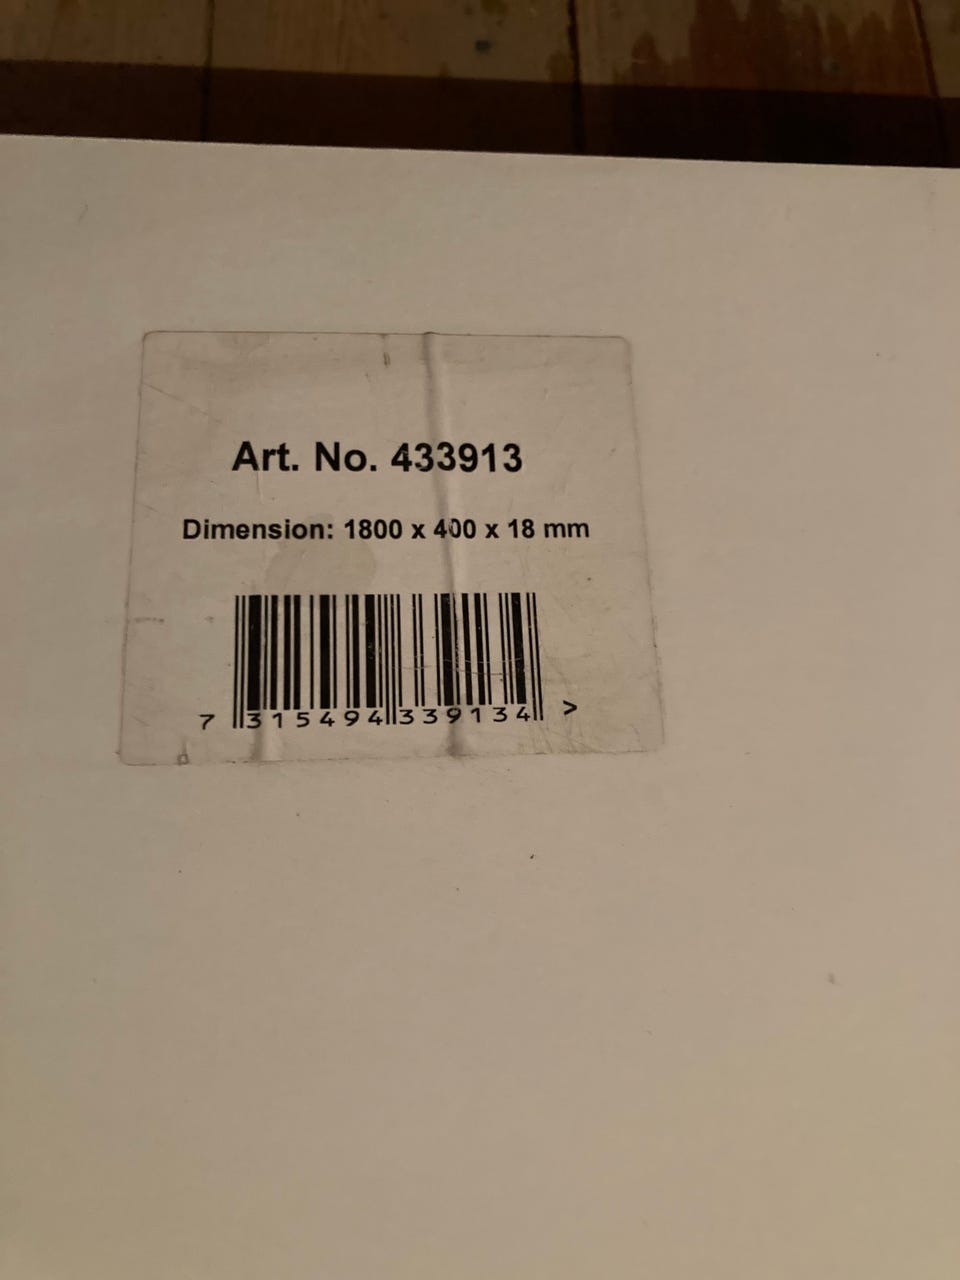 Art. No. 433913
Dimension: 1800 x 400 x 18 mm
7 315494 339134 >